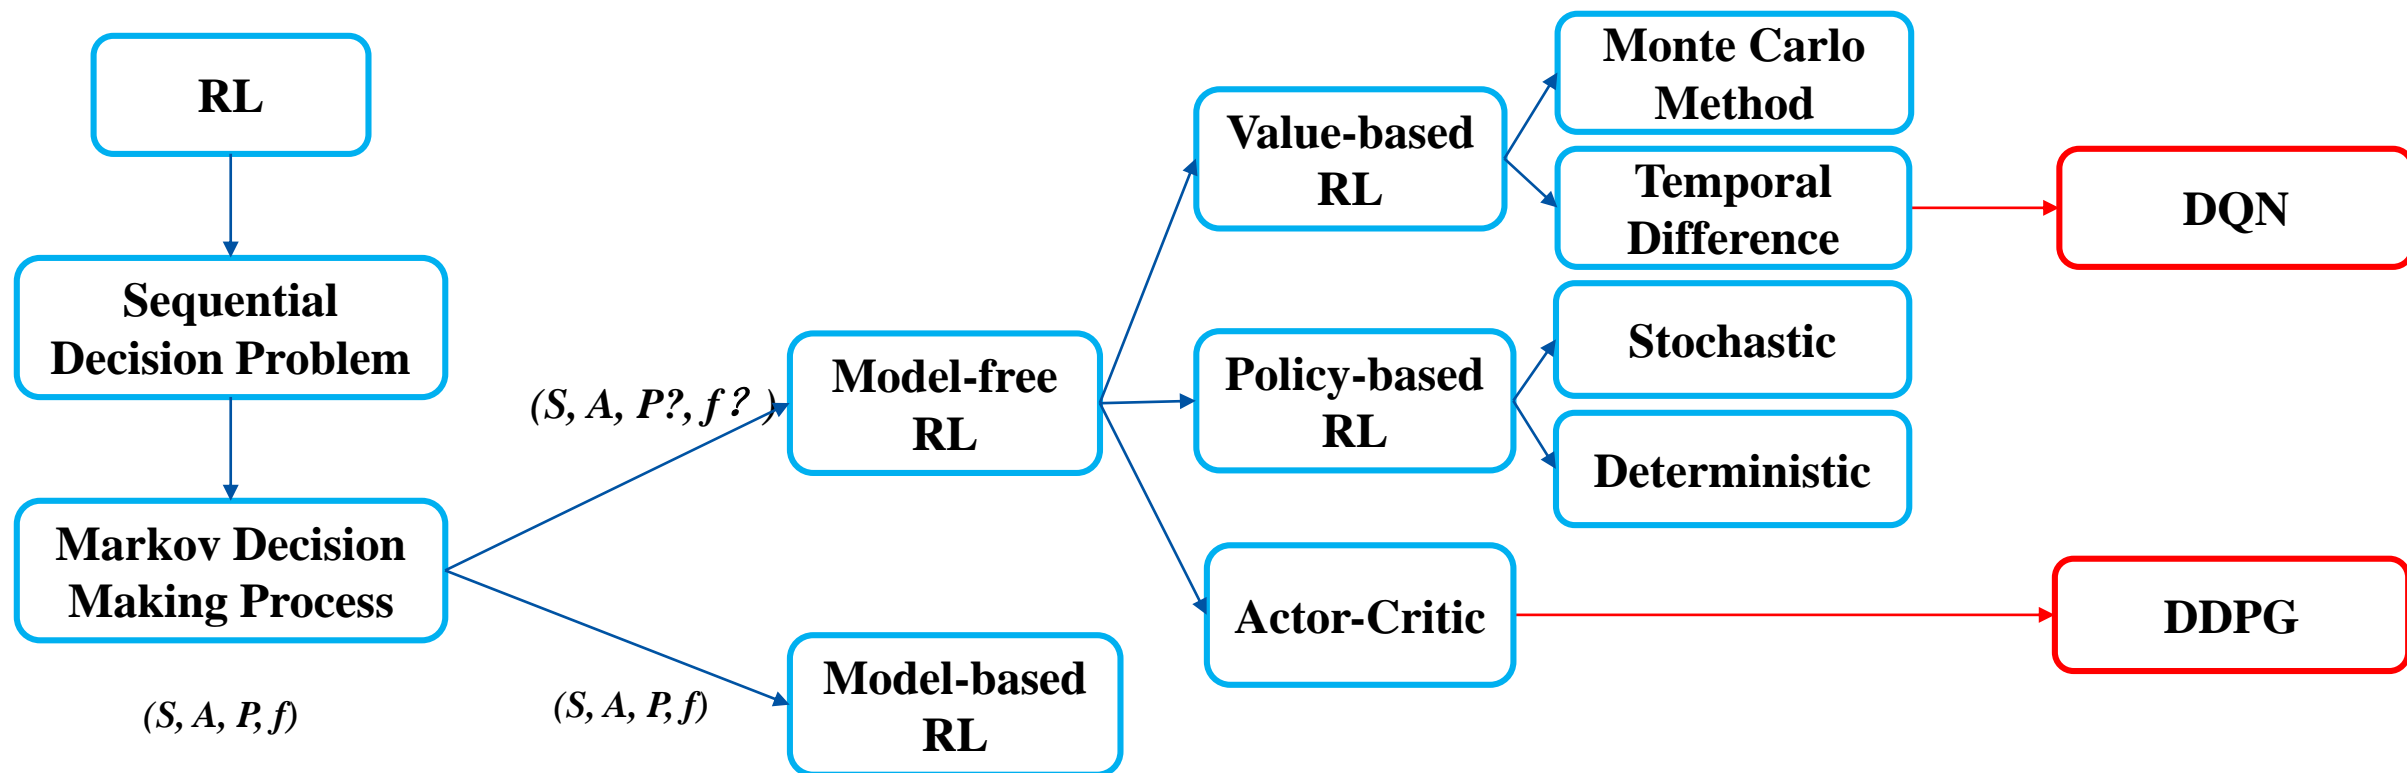 RL
Sequential
Decision Problem
Markov Decision
Making Process
(S, A, P, f)
(S, A, P?, f？)
(S, A, P, f)
Model-free
RL
Model-based
RL
Value-based
RL
Policy-based
RL
Actor-Critic
Monte Carlo
Method
Temporal
Difference
Stochastic
Deterministic
DQN
DDPG